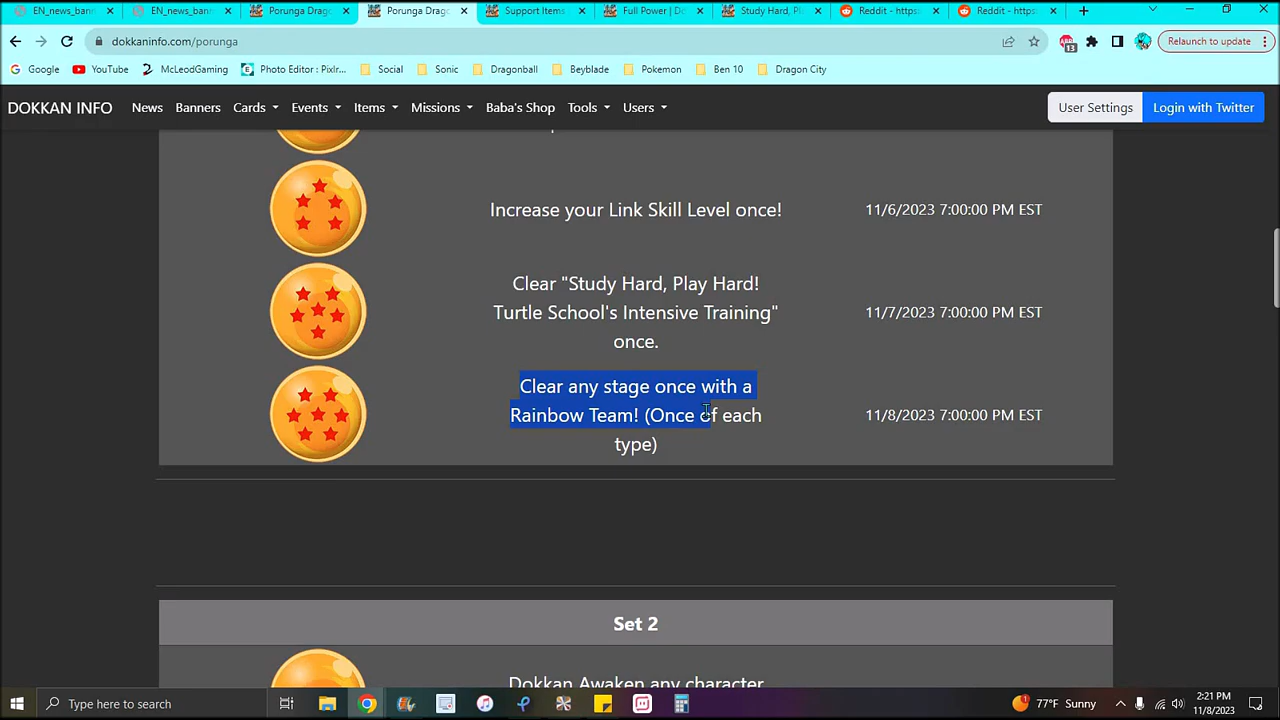 EN_news_bann
EN_news_bann
Porunga Drago
Porunga Drago
Support Items
Full Power | Do
Study Hard, Pl
Reddit - https:
Reddit - https:
dokkaninfo.com/porunga
13
Relaunch to update
Google
YouTube
McLeodGaming
Photo Editor : Pixlr...
Social
Sonic
Dragonball
Beyblade
Pokemon
Ben 10
Dragon City
DOKKAN INFO
News
Banners
Cards
Events
Items
Missions
Baba's Shop
Tools
Users
User Settings
Login with Twitter
Increase your Link Skill Level once!
11/6/2023 7:00:00 PM EST
Clear "Study Hard, Play Hard!
Turtle School's Intensive Training"
once.
11/7/2023 7:00:00 PM EST
Clear any stage once with a
Rainbow Team! (Once of each
type)
11/8/2023 7:00:00 PM EST
Set 2
Dokkan Awaken any character
Type here to search
1
77°F Sunny
2:21 PM
11/8/2023